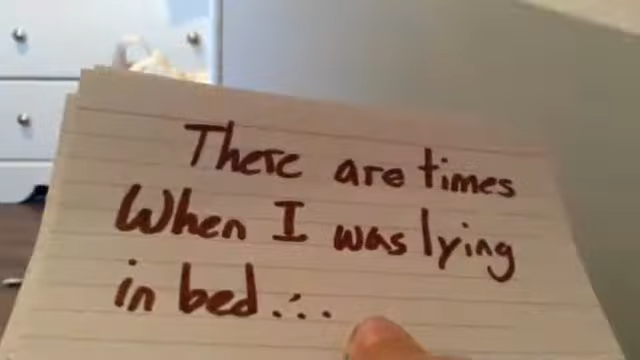 There are times
When I was lying
in bed....